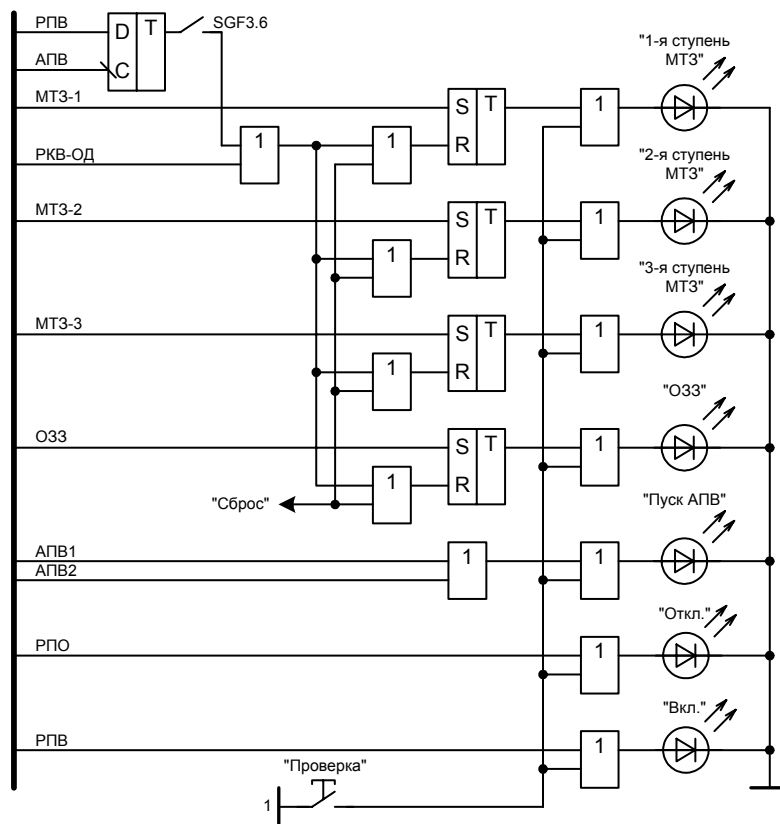 РПВ
D T
SGF3.6
"1-я ступень
МТЗ"
АПВ
C
МТЗ-1
S T
1
R
1
1
РКВ-ОД
"2-я ступень
МТЗ"
МТЗ-2
S T
1
1
R
"3-я ступень
МТЗ"
МТЗ-3
S T
1
1
R
"ОЗЗ"
ОЗЗ
S T
1
1
R
"Сброс"
"Пуск АПВ"
АПВ1
1
1
АПВ2
"Откл."
РПО
1
"Вкл."
РПВ
1
"Проверка"
1